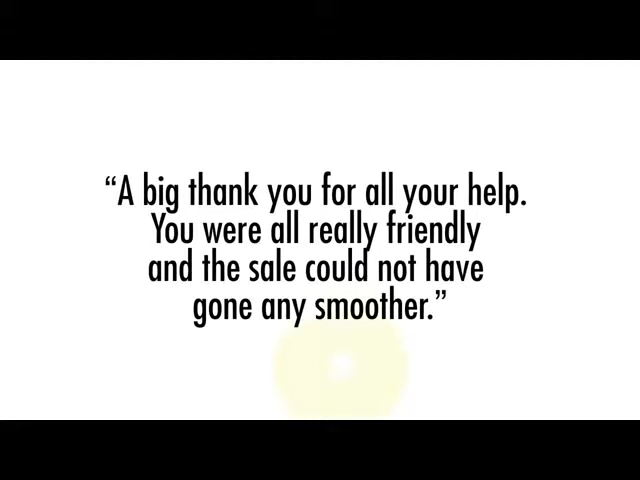 “A big thank you for all your help.
You were all really friendly
and the sale could not have
gone any smoother.”